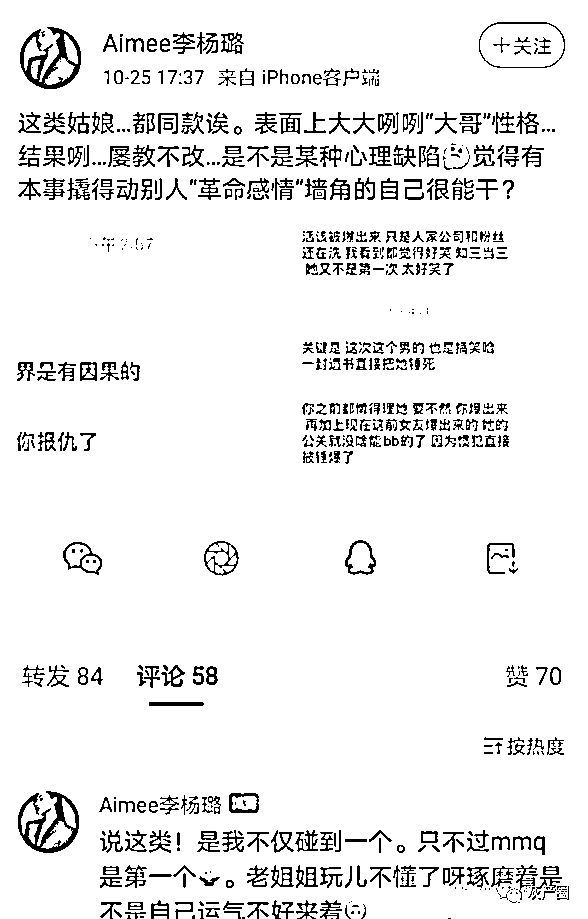 Aimee李杨璐
十关注
10-25 17:37 来自 iPhone客户端
这类姑娘...都同款诶。表面上大大咧咧“大哥”性格...
结果咧...屡教不改...是不是某种心理缺陷 觉得有
本事撬得动别人“革命感情”墙角的自己很能干？
活该被爆出来 只是人家公司和粉丝
还在洗 我看到都觉得好笑 知三当三
她又不是第一次 太好笑了
界是有因果的
关键是 这次这个男的 也是搞笑哈
一封遗书直接把她锤死
你报仇了
你之前都懒得理她 要不然 你爆出来
再加上现在这前女友爆出来的 她的
公关就没啥能bb的了 因为惯犯直接
被锤爆了
转发 84 评论 58 赞 70
按热度
Aimee李杨璐
说这类！是我不仅碰到一个。只不过mmq
是第一个 。老姐姐玩儿不懂了呀琢磨着是
不是自己运气不好来着
灰产圈